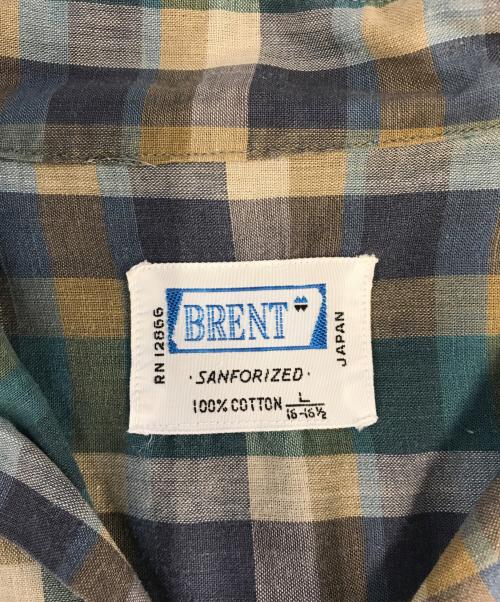 BRENT
RN 12866
JAPAN
· SANFORIZED ·
100% COTTON L
16-16½